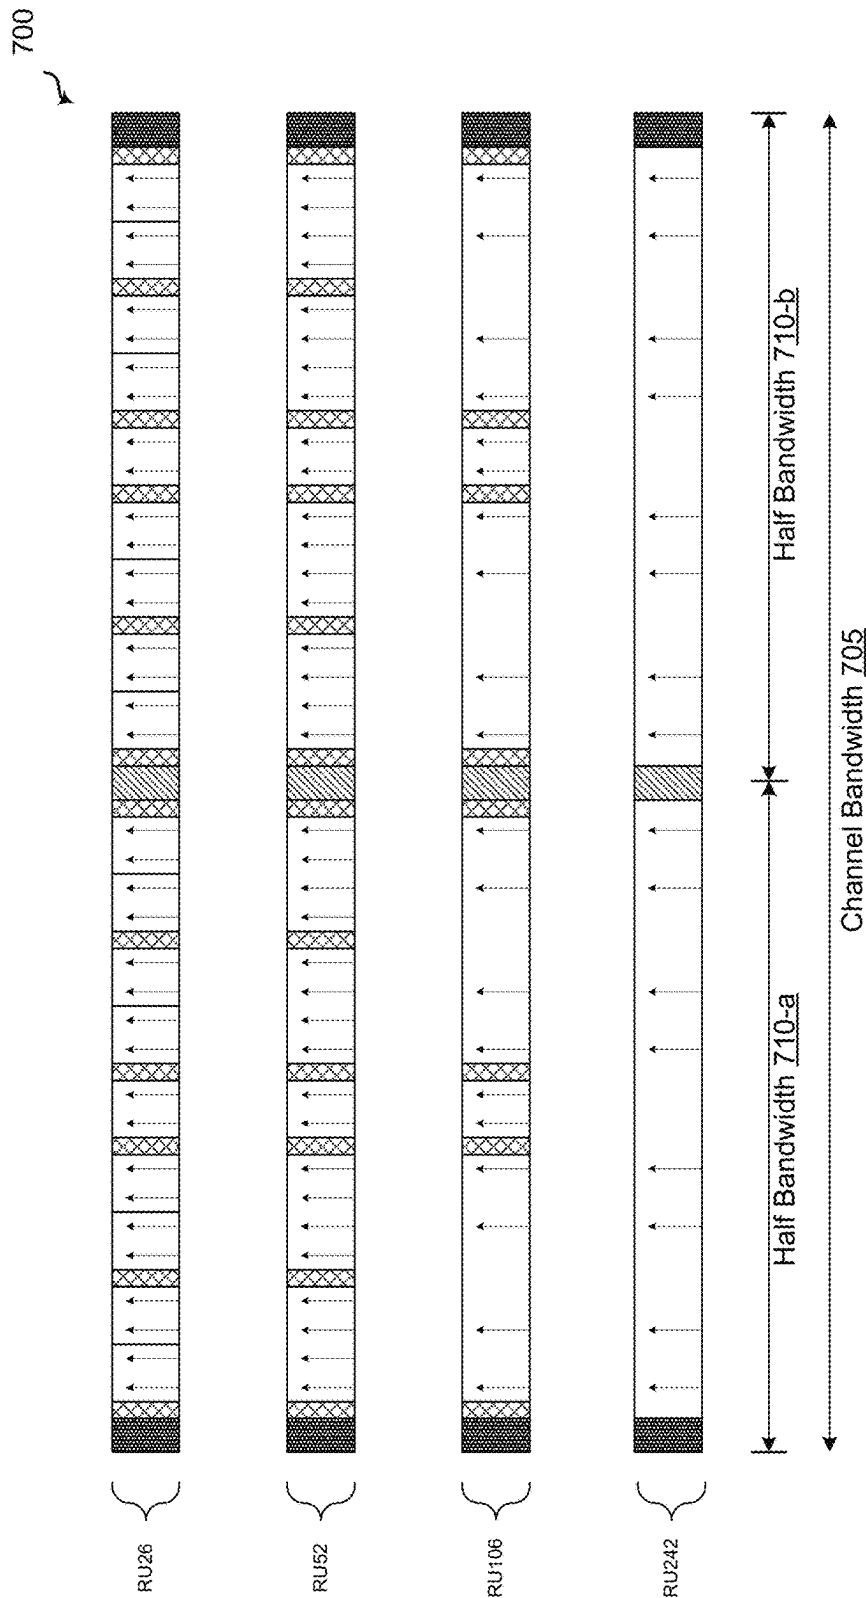 700
RU26
RU52
RU106
RU242
Half Bandwidth 710-a
Half Bandwidth 710-b
Channel Bandwidth 705